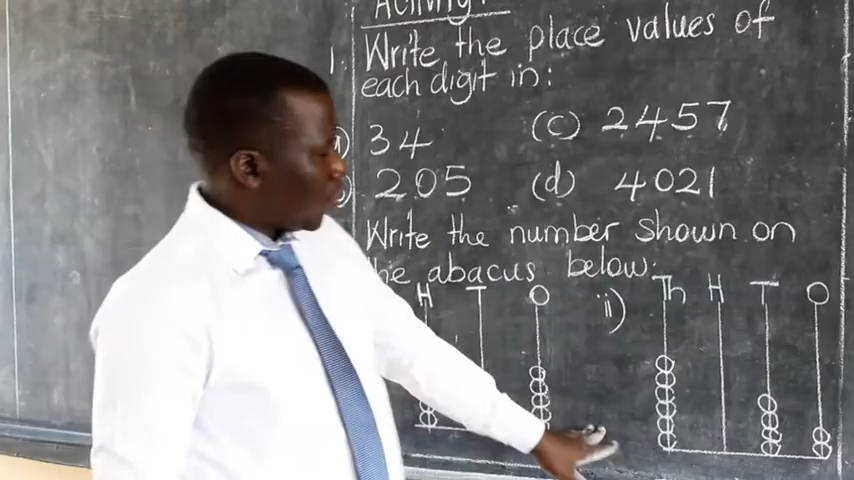 Activity:
1. Write the place values of
each digit in:
a) 34 (c) 2457
b) 205 (d) 4021
Write the number shown on
the abacus below.
H T O ii) Th H T O